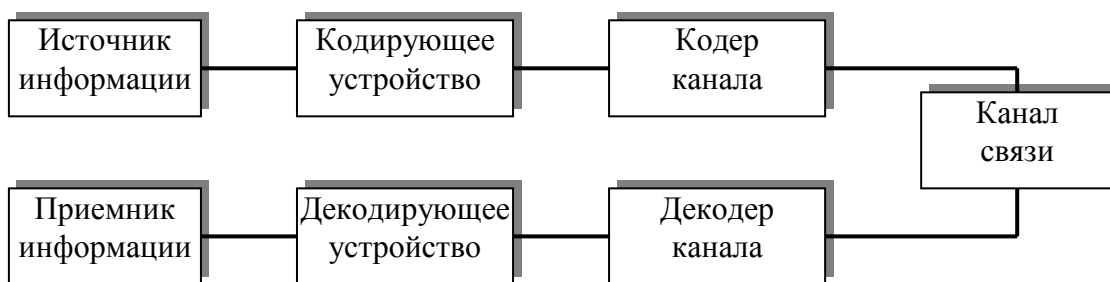 Источник
информации
Кодирующее
устройство
Кодер
канала
Канал
связи
Приемник
информации
Декодирующее
устройство
Декодер
канала